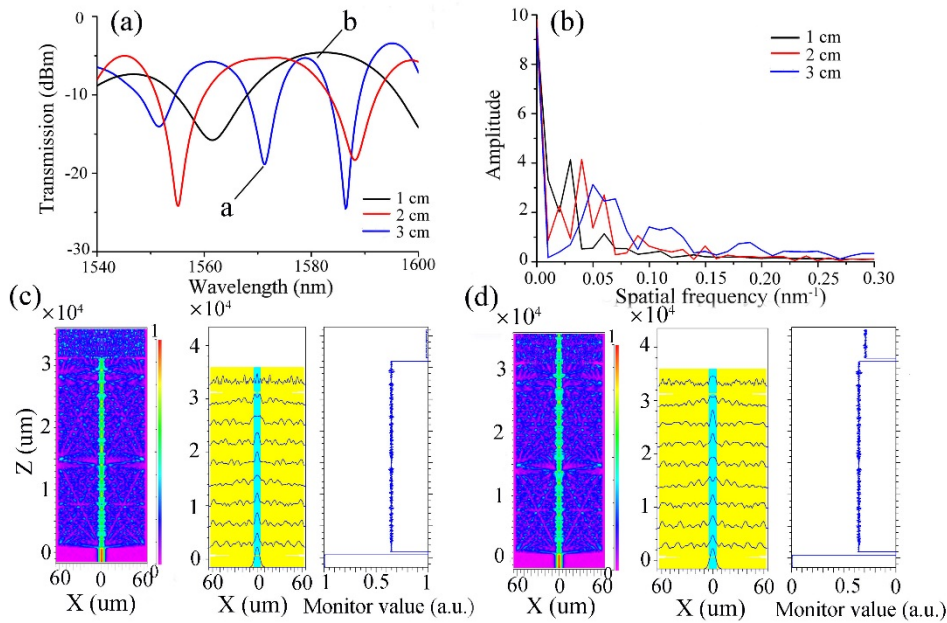 (a)
b
a
Transmission (dBm)
0
-10
-20
-30
1540
1560
1580
1600
Wavelength (nm)
1 cm
2 cm
3 cm
(b)
Amplitude
10
8
6
4
2
0
0.00
0.05
0.10
0.15
0.20
0.25
0.30
Spatial frequency (nm⁻¹)
1 cm
2 cm
3 cm
(c)
×10⁴
Z (um)
3
2
1
0
1
0
60
0
60
X (um)
×10⁴
4
3
2
1
0
60
0
60
X (um)
1
0.5
1
Monitor value (a.u.)
(d)
×10⁴
3
2
1
0
1
0
60
0
60
X (um)
×10⁴
4
3
2
1
0
60
0
60
X (um)
1
0.5
0
Monitor value (a.u.)